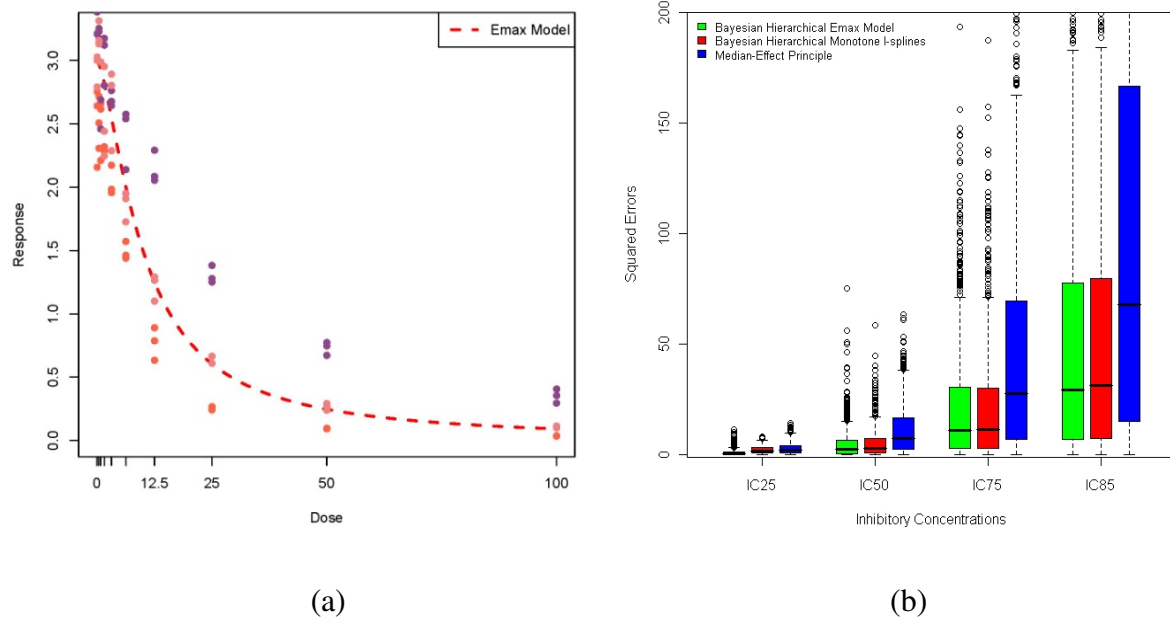 Emax Model
Response
0.0 0.5 1.0 1.5 2.0 2.5 3.0
0 12.5 25 50 100
Dose
(a)
Bayesian Hierarchical Emax Model
Bayesian Hierarchical Monotone I-splines
Median-Effect Principle
Squared Errors
0 50 100 150 200
IC25 IC50 IC75 IC85
Inhibitory Concentrations
(b)